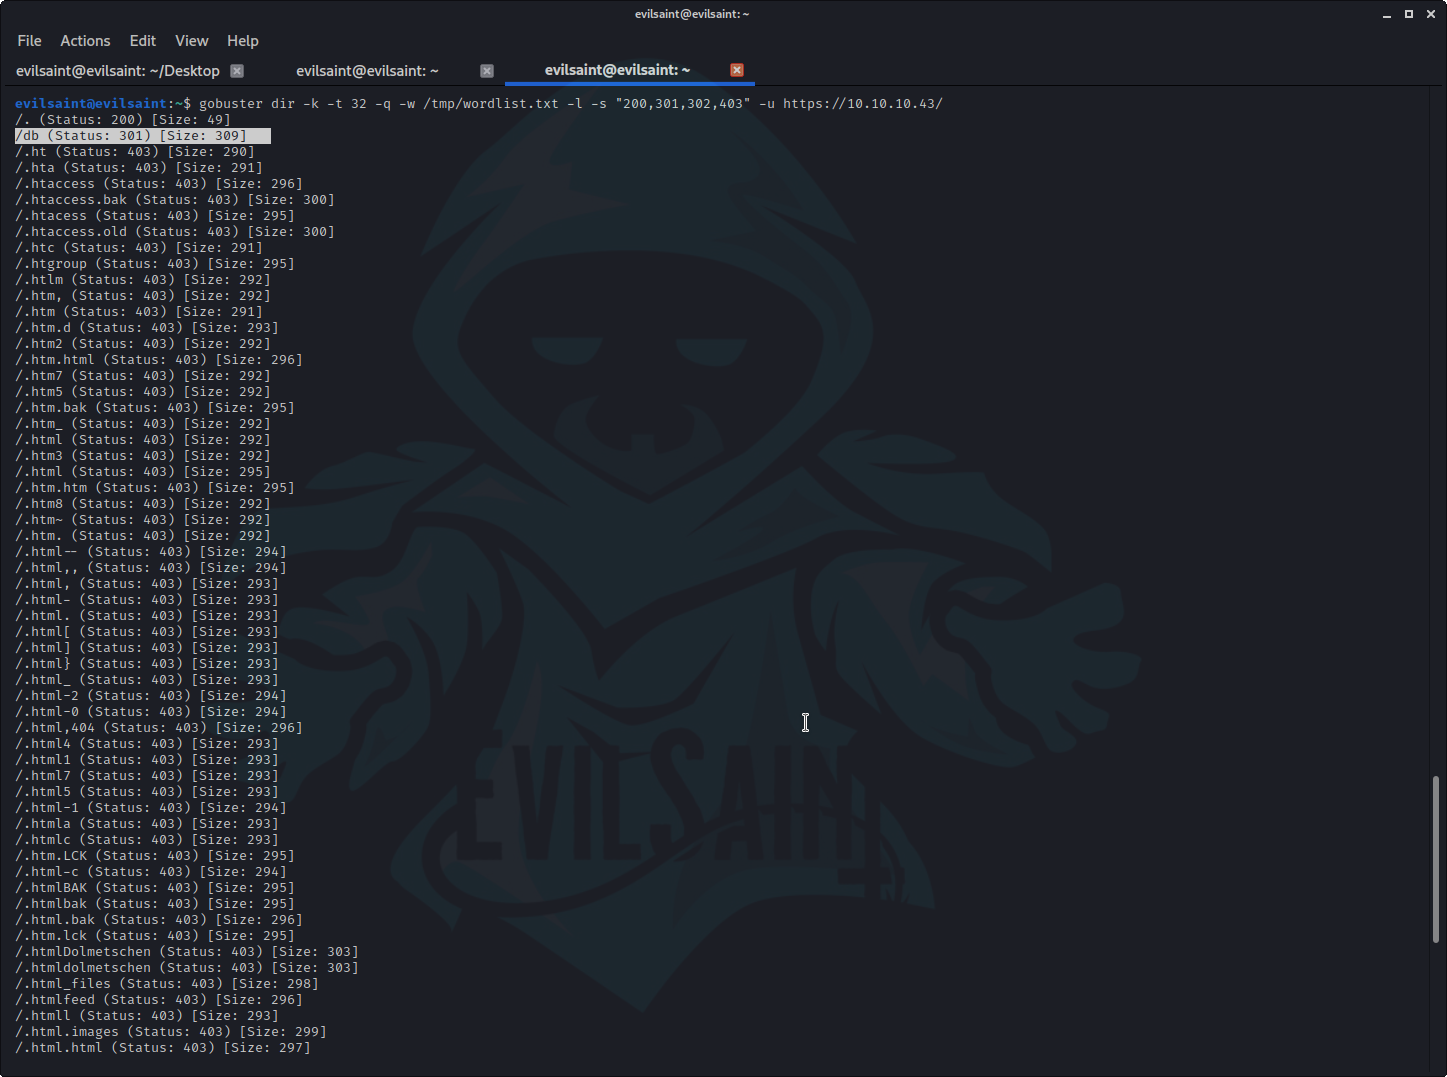 evilsaint@evilsaint: ~
File Actions Edit View Help
evilsaint@evilsaint: ~/Desktop evilsaint@evilsaint: ~ evilsaint@evilsaint: ~
evilsaint@evilsaint:~$ gobuster dir -k -t 32 -q -w /tmp/wordlist.txt -l -s "200,301,302,403" -u https://10.10.10.43/
/. (Status: 200) [Size: 49]
/db (Status: 301) [Size: 309]
/.ht (Status: 403) [Size: 290]
/.hta (Status: 403) [Size: 291]
/.htaccess (Status: 403) [Size: 296]
/.htaccess.bak (Status: 403) [Size: 300]
/.htacess (Status: 403) [Size: 295]
/.htaccess.old (Status: 403) [Size: 300]
/.htc (Status: 403) [Size: 291]
/.htgroup (Status: 403) [Size: 295]
/.htlm (Status: 403) [Size: 292]
/.htm, (Status: 403) [Size: 292]
/.htm (Status: 403) [Size: 291]
/.htm.d (Status: 403) [Size: 293]
/.htm2 (Status: 403) [Size: 292]
/.htm.html (Status: 403) [Size: 296]
/.htm7 (Status: 403) [Size: 292]
/.htm5 (Status: 403) [Size: 292]
/.htm.bak (Status: 403) [Size: 295]
/.htm_ (Status: 403) [Size: 292]
/.html (Status: 403) [Size: 292]
/.htm3 (Status: 403) [Size: 292]
/.html (Status: 403) [Size: 295]
/.htm.htm (Status: 403) [Size: 295]
/.htm8 (Status: 403) [Size: 292]
/.htm~ (Status: 403) [Size: 292]
/.htm. (Status: 403) [Size: 292]
/.html-- (Status: 403) [Size: 294]
/.html,, (Status: 403) [Size: 294]
/.html, (Status: 403) [Size: 293]
/.html- (Status: 403) [Size: 293]
/.html. (Status: 403) [Size: 293]
/.html[ (Status: 403) [Size: 293]
/.html] (Status: 403) [Size: 293]
/.html} (Status: 403) [Size: 293]
/.html_ (Status: 403) [Size: 293]
/.html-2 (Status: 403) [Size: 294]
/.html-0 (Status: 403) [Size: 294]
/.html,404 (Status: 403) [Size: 296]
/.html4 (Status: 403) [Size: 293]
/.html1 (Status: 403) [Size: 293]
/.html7 (Status: 403) [Size: 293]
/.html5 (Status: 403) [Size: 293]
/.html-1 (Status: 403) [Size: 294]
/.htmla (Status: 403) [Size: 293]
/.htmlc (Status: 403) [Size: 293]
/.htm.LCK (Status: 403) [Size: 295]
/.html-c (Status: 403) [Size: 294]
/.htmlBAK (Status: 403) [Size: 295]
/.htmlbak (Status: 403) [Size: 295]
/.html.bak (Status: 403) [Size: 296]
/.htm.lck (Status: 403) [Size: 295]
/.htmlDolmetschen (Status: 403) [Size: 303]
/.htmldolmetschen (Status: 403) [Size: 303]
/.html_files (Status: 403) [Size: 298]
/.htmlfeed (Status: 403) [Size: 296]
/.htmll (Status: 403) [Size: 293]
/.html.images (Status: 403) [Size: 299]
/.html.html (Status: 403) [Size: 297]
EVILSAINT